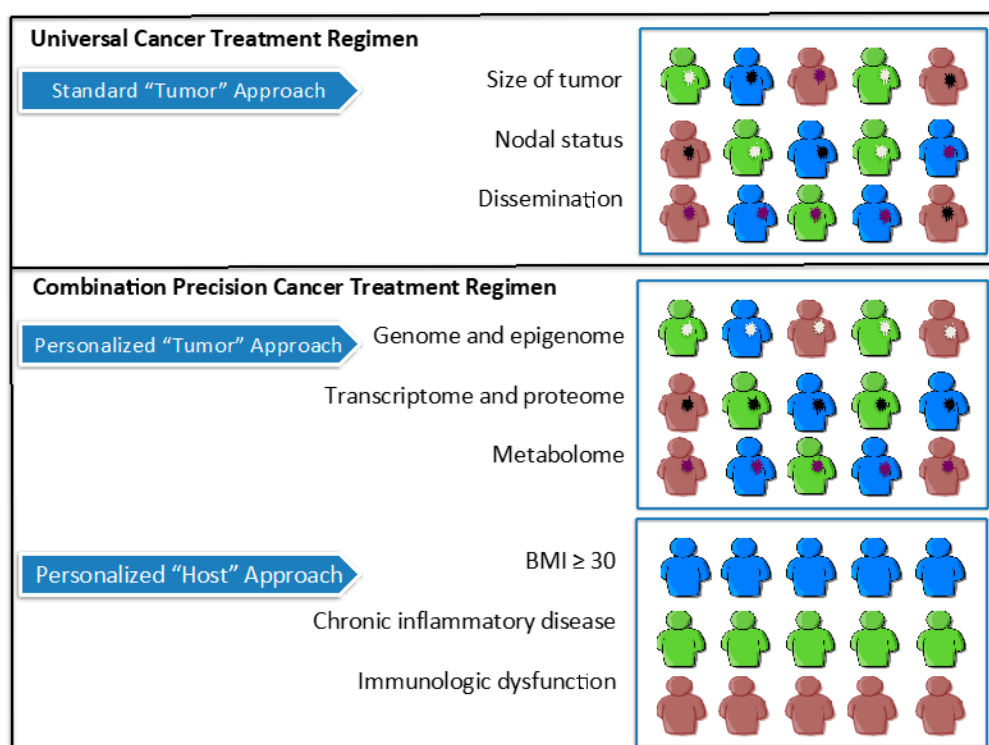 Universal Cancer Treatment Regimen
Standard “Tumor” Approach
Size of tumor
Nodal status
Dissemination
Combination Precision Cancer Treatment Regimen
Personalized “Tumor” Approach
Genome and epigenome
Transcriptome and proteome
Metabolome
Personalized “Host” Approach
BMI ≥ 30
Chronic inflammatory disease
Immunologic dysfunction